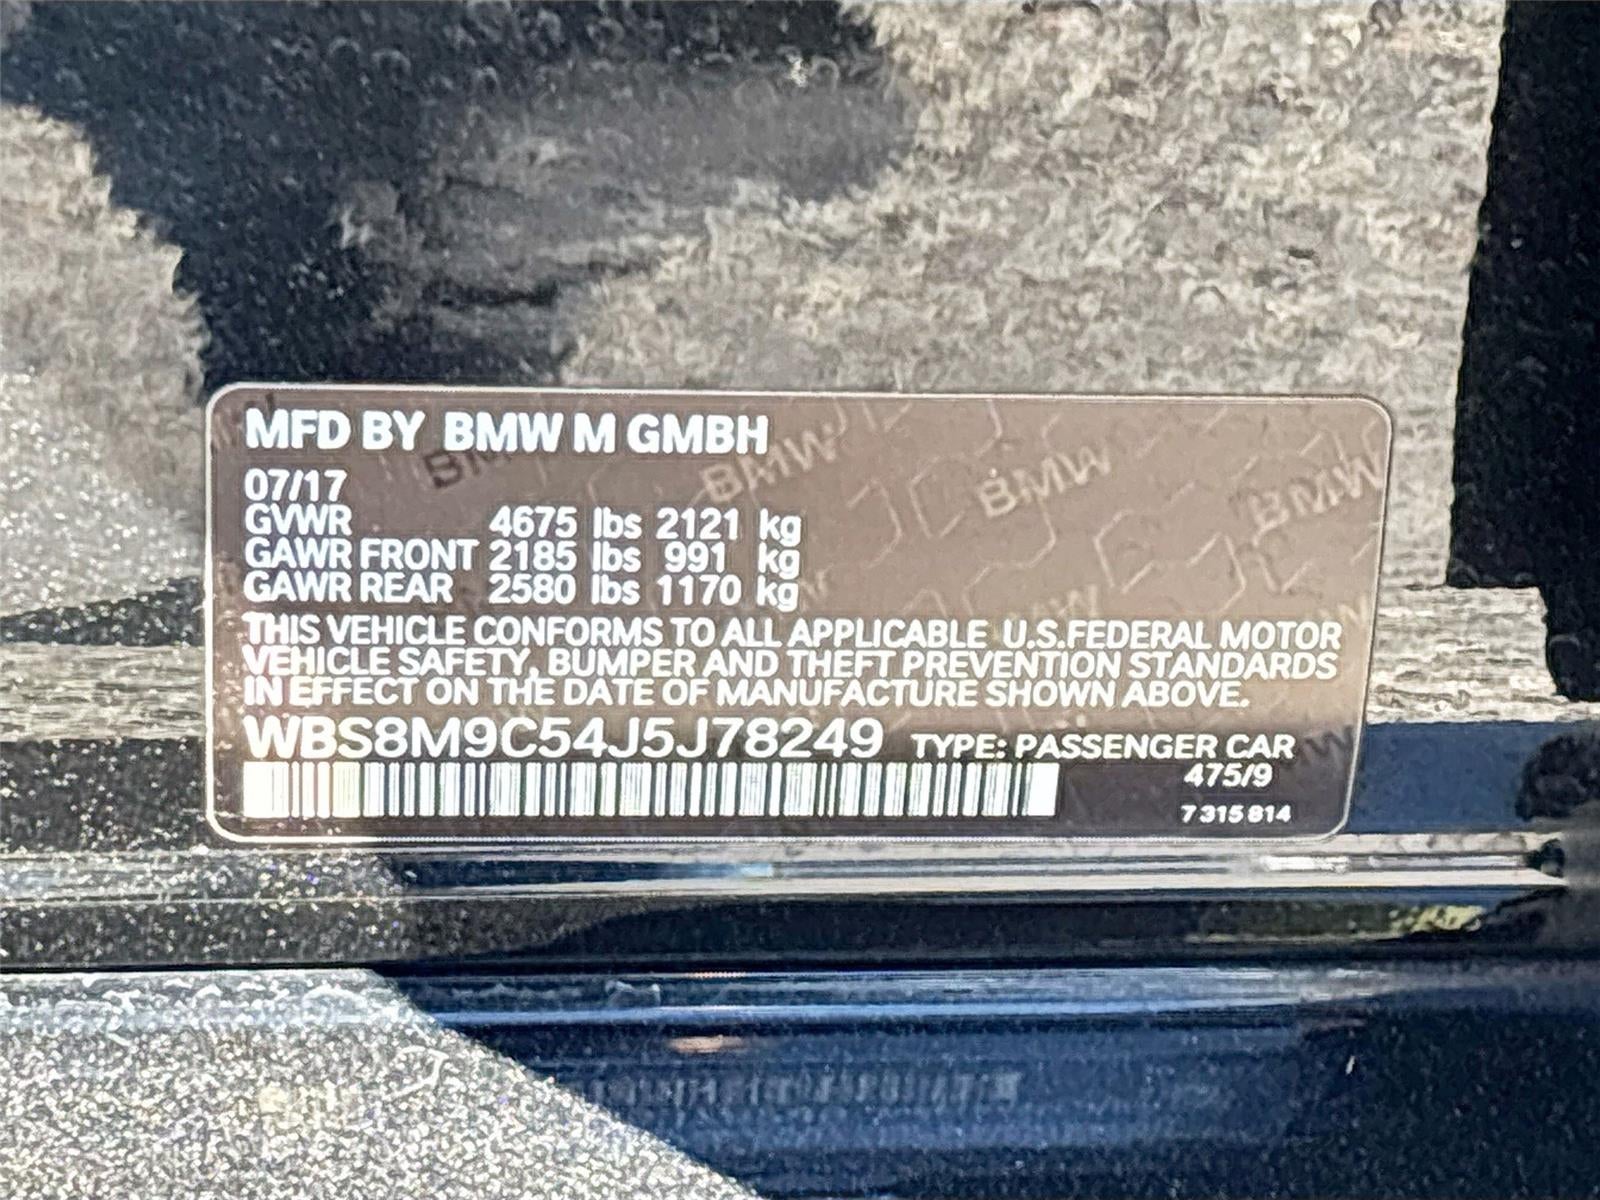 MFD BY BMW M GMBH
07/17
GVWR 4675 lbs 2121 kg
GAWR FRONT 2185 lbs 991 kg
GAWR REAR 2580 lbs 1170 kg
THIS VEHICLE CONFORMS TO ALL APPLICABLE U.S.FEDERAL MOTOR
VEHICLE SAFETY, BUMPER AND THEFT PREVENTION STANDARDS
IN EFFECT ON THE DATE OF MANUFACTURE SHOWN ABOVE.
WBS8M9C54J5J78249 TYPE: PASSENGER CAR
475/9
7 315 814